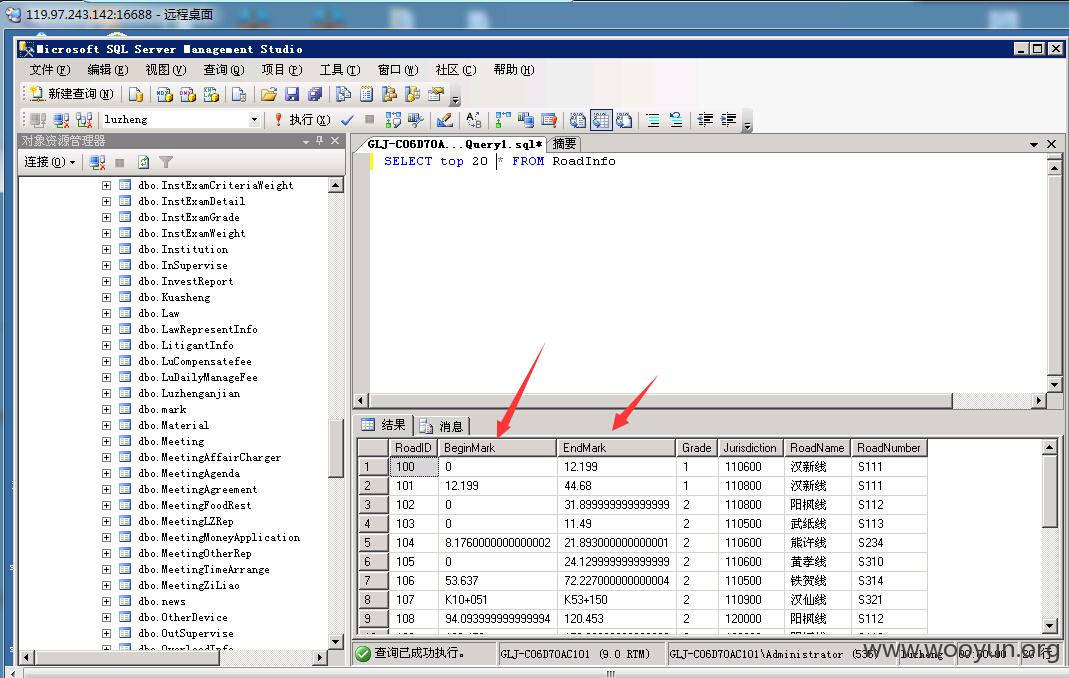 119.97.243.142:16688 - 远程桌面
Microsoft SQL Server Management Studio
文件(F) 编辑(E) 视图(V) 查询(Q) 项目(P) 工具(T) 窗口(W) 社区(C) 帮助(H)
新建查询(N)
luzheng 执行(X)
对象资源管理器
连接(O)
dbo.InstExamCriteriaWeight
dbo.InstExamDetail
dbo.InstExamGrade
dbo.InstExamWeight
dbo.Institution
dbo.InSupervise
dbo.InvestReport
dbo.Kuasheng
dbo.Law
dbo.LawRepresentInfo
dbo.LitigantInfo
dbo.LuCompensatefee
dbo.LuDailyManageFee
dbo.Luzhenganjian
dbo.mark
dbo.Material
dbo.Meeting
dbo.MeetingAffairCharger
dbo.MeetingAgenda
dbo.MeetingAgreement
dbo.MeetingFoodRest
dbo.MeetingLZRep
dbo.MeetingMoneyApplication
dbo.MeetingOtherRep
dbo.MeetingTimeArrange
dbo.MeetingZiLiao
dbo.news
dbo.OtherDevice
dbo.OutSupervise
dbo.OverloadInfo
GLJ-C06D70A...Query1.sql* 摘要
SELECT top 20 * FROM RoadInfo
结果 消息
RoadID BeginMark EndMark Grade Jurisdiction RoadName RoadNumber
1 100 0 12.199 1 110600 汉新线 S111
2 101 12.199 44.68 1 110800 汉新线 S111
3 102 0 31.899999999999999 2 110800 阳枫线 S112
4 103 0 11.49 2 110500 武纸线 S113
5 104 8.1760000000000002 21.893000000000001 2 110600 熊许线 S234
6 105 0 24.129999999999999 2 110600 黄孝线 S310
7 106 53.637 72.227000000000004 2 110500 铁贺线 S314
8 107 K10+051 K53+150 2 110900 汉仙线 S321
9 108 94.093999999999994 120.453 2 120000 阳枫线 S112
查询已成功执行。 GLJ-C06D70AC101 (9.0 RTM) GLJ-C06D70AC101\Administrator (53) luzheng 00:00:00 20 行
www.wooyun.org